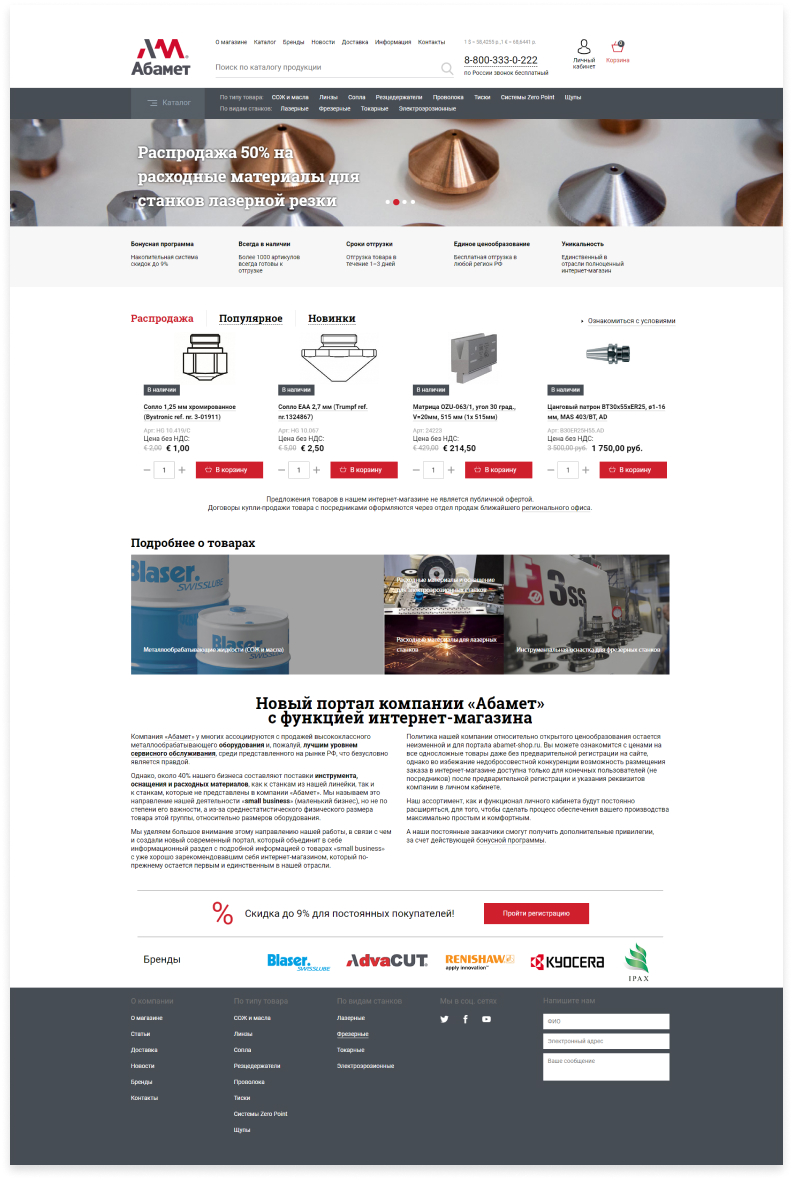 О магазине Каталог Бренды Новости Доставка Информация Контакты
Абамет
Поиск по каталогу продукции
8-800-333-0-222
по России звонок бесплатный
Личный кабинет
0
Корзина
Каталог
По типу товара: СОЖ и масла Линзы Сопла Резцедержатели Проволока Тиски Системы Zero Point Щупы
По видам станков: Лазерные Фрезерные Токарные Электроэрозионные
Распродажа 50% на
расходные материалы для
станков лазерной резки
Бонусная программа
Накопительная система
скидок до 9%
Всегда в наличии
Более 1000 артикулов
всегда готовы к
отгрузке
Сроки отгрузки
Отгрузка товара в
течение 1–3 дней
Единое ценообразование
Бесплатная отгрузка в
любой регион РФ
Уникальность
Единственный в
отрасли полноценный
интернет-магазин
Распродажа Популярное Новинки
Ознакомиться с условиями
В наличии
Сопло 1,25 мм хромированное
(Bystronic ref. nr. 3-01911)
Арт: HG 10.419/C
Цена без НДС:
€ 2,00 € 1,00
1
В корзину
В наличии
Сопло EAA 2,7 мм (Trumpf ref.
nr.1324867)
Арт: HG 10.067
Цена без НДС:
€ 5,00 € 2,50
1
В корзину
В наличии
Матрица OZU-063/1, угол 30 град.,
V=20мм, 515 мм (1x 515мм)
Арт: 24223
Цена без НДС:
€ 429,00 € 214,50
1
В корзину
В наличии
Цанговый патрон BT30x55xER25, ø1-16
мм, MAS 403/BT, AD
Арт: B30ER25H55.AD
Цена без НДС:
3 500,00 руб. 1 750,00 руб.
1
В корзину
Предложения товаров в нашем интернет-магазине не является публичной офертой.
Договоры купли-продажи товара с посредниками оформляются через отдел продаж ближайшего регионального офиса.
Подробнее о товарах
Blaser.
SWISSLUBE
Blaser.
SWISSLUBE
Металлообрабатывающие жидкости (СОЖ и масла)
Расходные материалы и оснащение
для электроэрозионных станков
Расходные материалы для лазерных
станков
3SS
Инструментальная оснастка для фрезерных станков
Новый портал компании «Абамет»
с функцией интернет-магазина
Компания «Абамет» у многих ассоциируются с продажей высококлассного
металлообрабатывающего оборудования и, пожалуй, лучшим уровнем
сервисного обслуживания, среди представленного на рынке РФ, что безусловно
является правдой.
Однако, около 40% нашего бизнеса составляют поставки инструмента,
оснащения и расходных материалов, как к станкам из нашей линейки, так и
к станкам, которые не представлены в компании «Абамет». Мы называем это
направление нашей деятельности «small business» (маленький бизнес), но не по
степени его важности, а из-за среднестатистического физического размера
товара этой группы, относительно размеров оборудования.
Мы уделяем большое внимание этому направлению нашей работы, в связи с чем
и создали новый современный портал, который объединит в себе
информационный раздел с подробной информацией о товарах «small business»
с уже хорошо зарекомендовавшим себя интернет-магазином, который по-
прежнему остается первым и единственным в нашей отрасли.
Политика нашей компании относительно открытого ценообразования остается
неизменной и для портала abamet-shop.ru. Вы можете ознакомится с ценами на
все однословные товары даже без предварительной регистрации на сайте,
однако во избежание недобросовестной конкуренции возможность размещения
заказа в интернет-магазине доступна только для конечных пользователей (не
посредников) после предварительной регистрации и указания реквизитов
компании в личном кабинете.
Наш ассортимент, как и функционал личного кабинета будут постоянно
расширяться, для того, чтобы сделать процесс обеспечения вашего производства
максимально простым и комфортным.
А наши постоянные заказчики смогут получить дополнительные привилегии,
за счет действующей бонусной программы.
% Скидка до 9% для постоянных покупателей!
Пройти регистрацию
Бренды
Blaser.
SWISSLUBE
AdvaCUT
RENISHAW
apply innovation™
KYOCERA
IPAX
О компании
О магазине
Статьи
Доставка
Новости
Бренды
Контакты
По типу товара
СОЖ и масла
Линзы
Сопла
Резцедержатели
Проволока
Тиски
Системы Zero Point
Щупы
По видам станков
Лазерные
Фрезерные
Токарные
Электроэрозионные
Мы в соц. сетях
Напишите нам
ФИО
Электронный адрес
Ваше сообщение